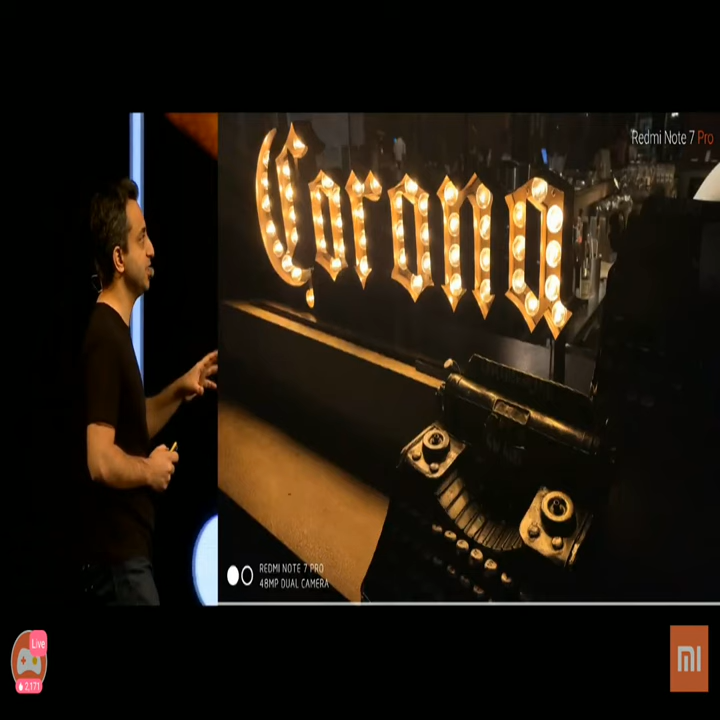 Corona
Redmi Note 7 Pro
REDMI NOTE 7 PRO
48MP DUAL CAMERA
Live
2,171
MI